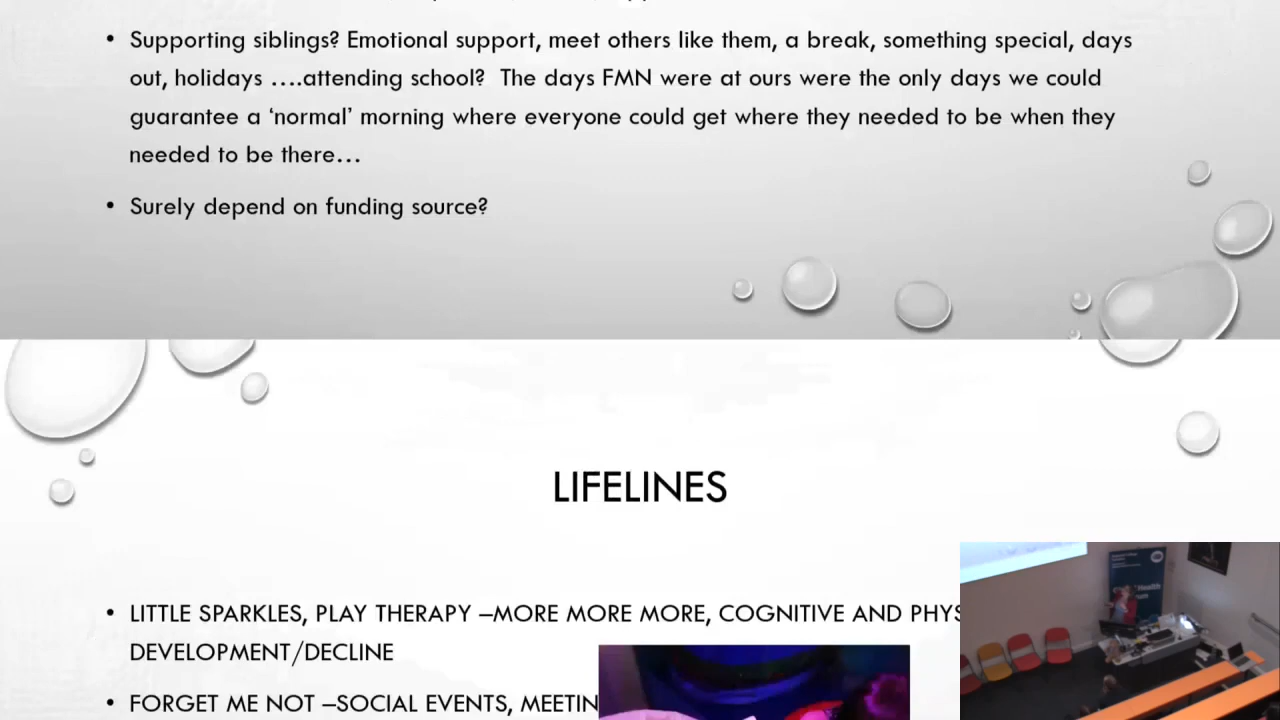 • Supporting siblings? Emotional support, meet others like them, a break, something special, days
out, holidays ….attending school?  The days FMN were at ours were the only days we could
guarantee a ‘normal’ morning where everyone could get where they needed to be when they
needed to be there…
• Surely depend on funding source?
LIFELINES
• LITTLE SPARKLES, PLAY THERAPY –MORE MORE MORE, COGNITIVE AND PHYS
DEVELOPMENT/DECLINE
• FORGET ME NOT –SOCIAL EVENTS, MEETIN
Health